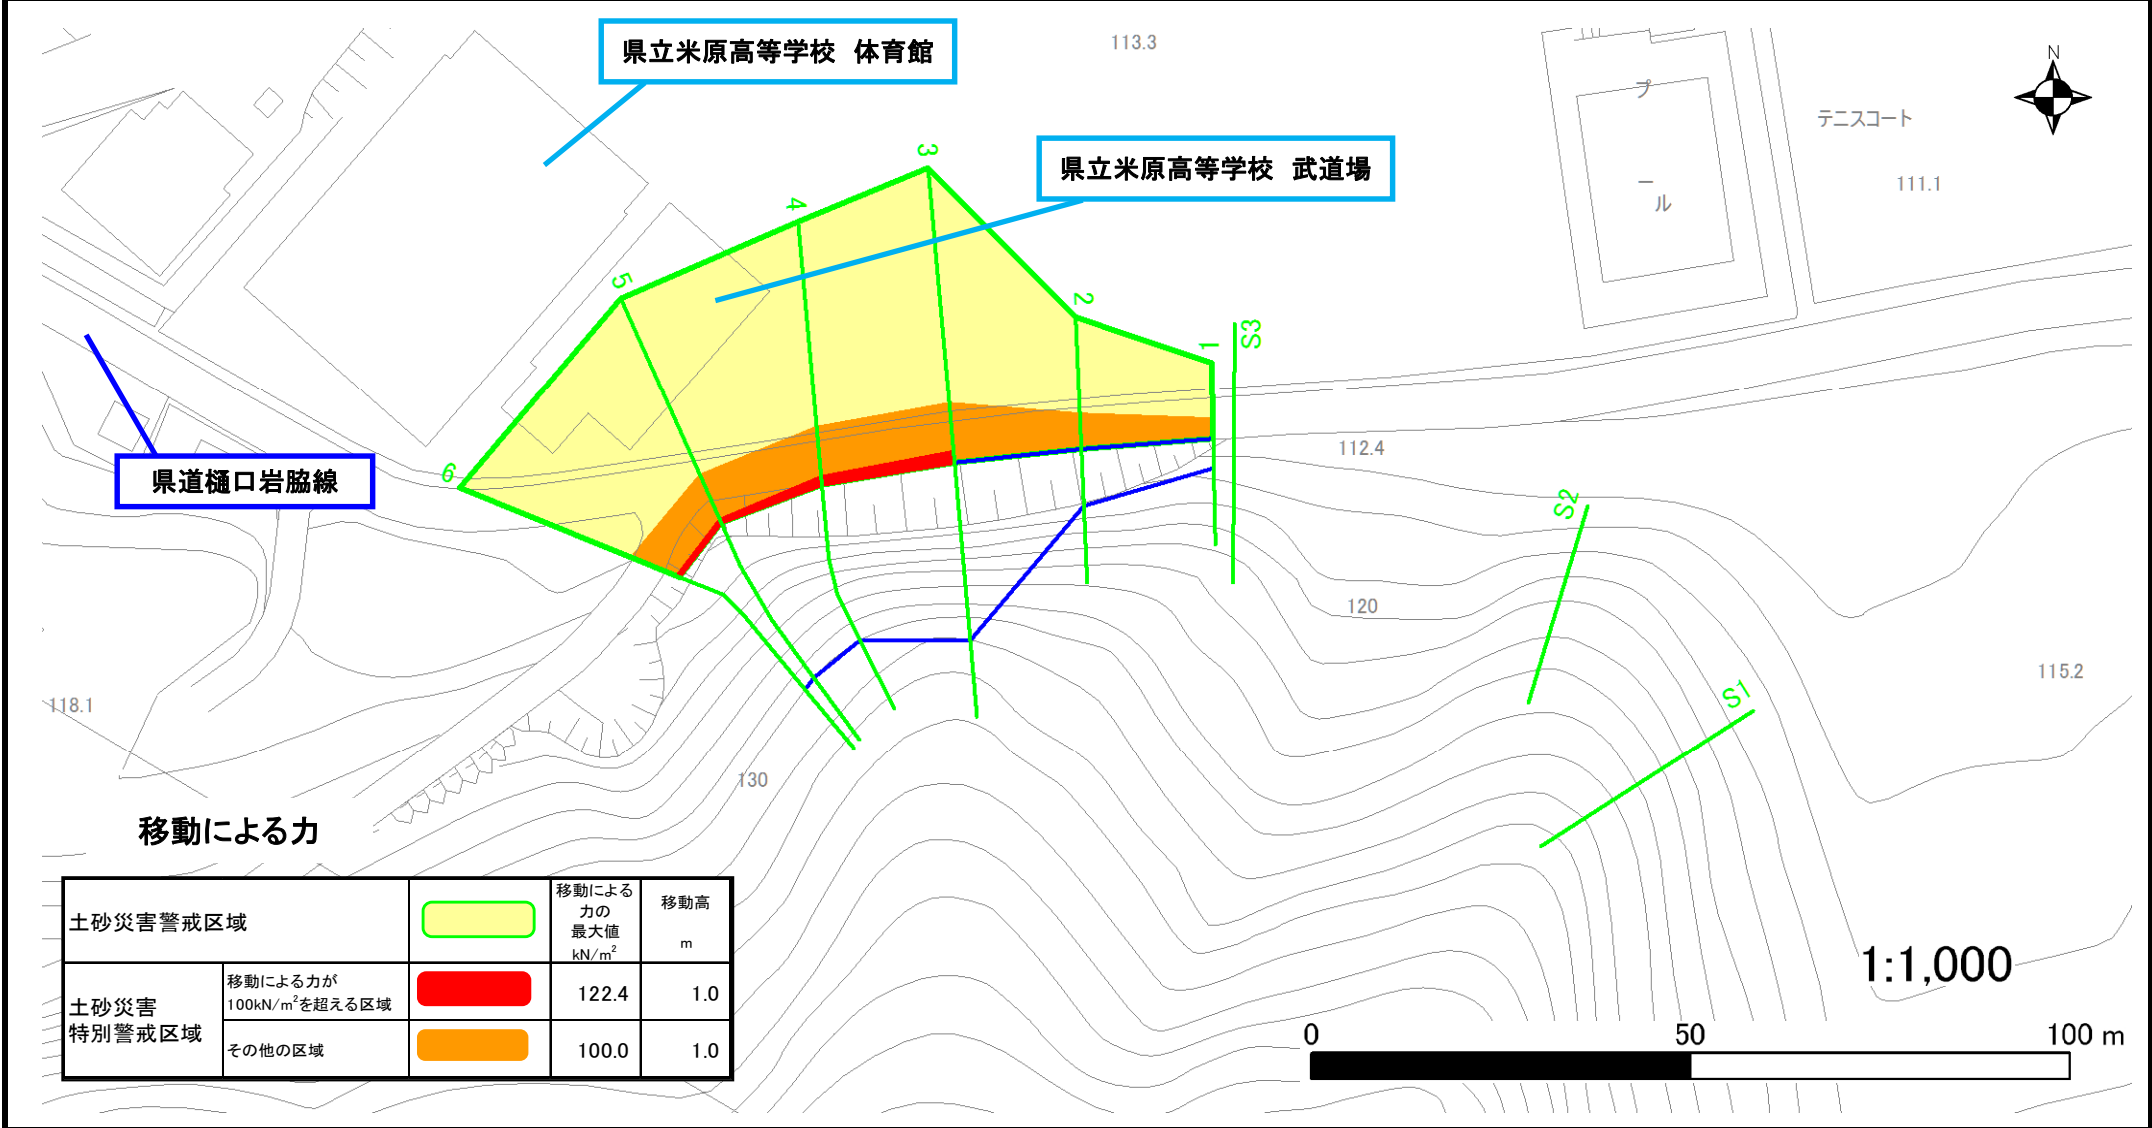 県立米原高等学校 体育館
113.3
N
プール
テニスコート
県立米原高等学校 武道場
111.1
3
4
5
2
1
S3
6
県道樋口岩脇線
112.4
S2
120
115.2
S1
118.1
130
移動による力
土砂災害警戒区域
移動による
力の
最大値
kN/m²
移動高
m
土砂災害
特別警戒区域
移動による力が
100kN/m²を超える区域
122.4 1.0
その他の区域
100.0 1.0
1:1,000
0 50 100 m